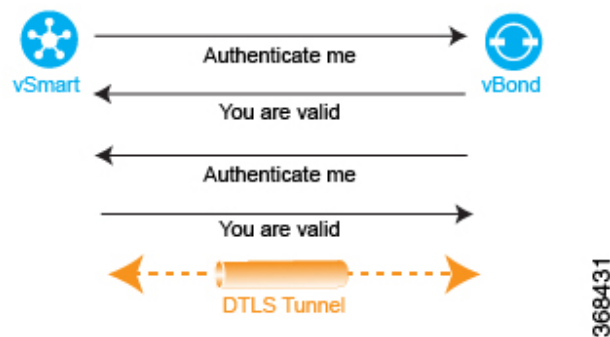 Authenticate me
vSmart
vBond
You are valid
Authenticate me
You are valid
DTLS Tunnel
368431